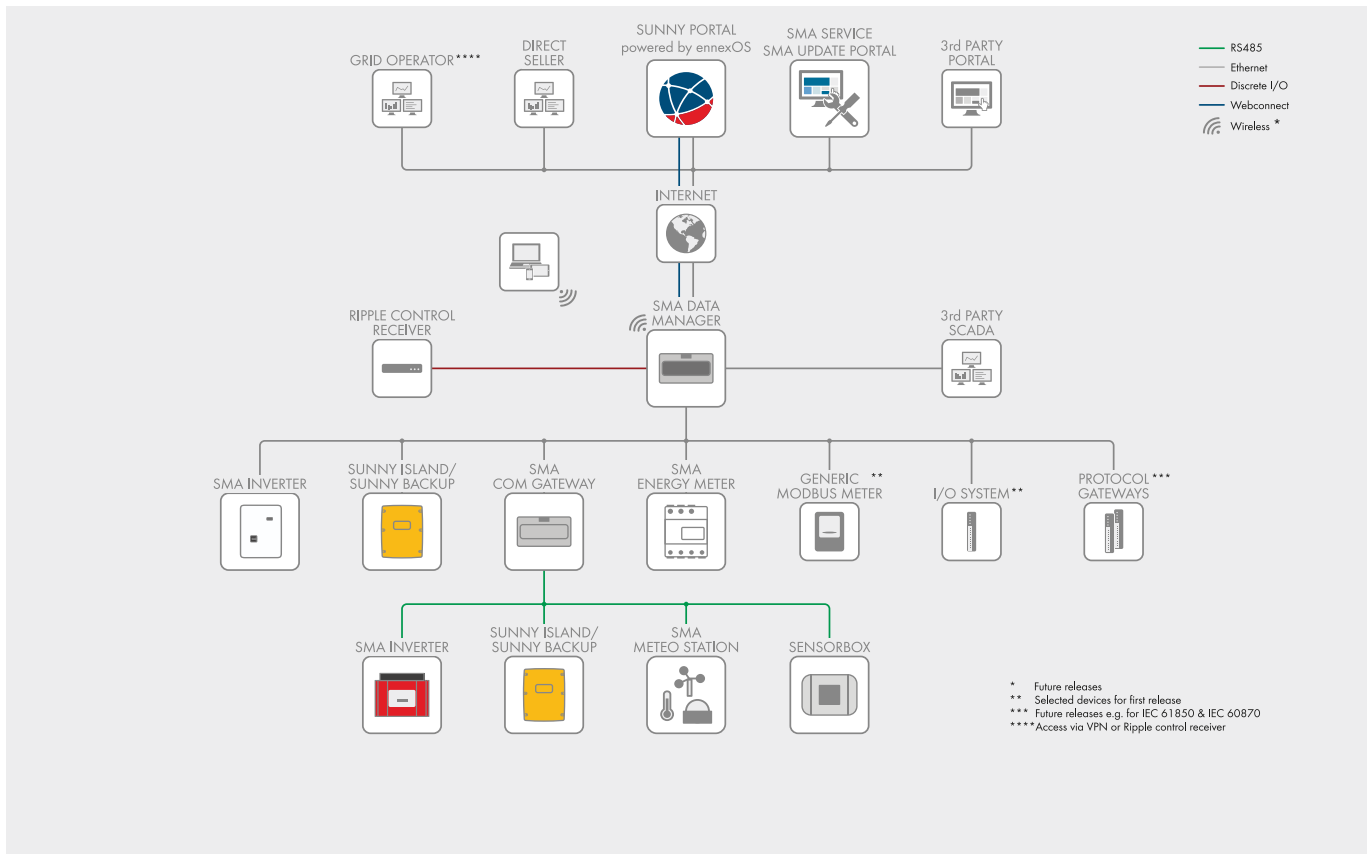 GRID OPERATOR ****
DIRECT
SELLER
SUNNY PORTAL
powered by ennexOS
SMA SERVICE
SMA UPDATE PORTAL
3rd PARTY
PORTAL
RS485
Ethernet
Discrete I/O
Webconnect
Wireless *
INTERNET
RIPPLE CONTROL
RECEIVER
SMA DATA
MANAGER
3rd PARTY
SCADA
SMA INVERTER
SUNNY ISLAND/
SUNNY BACKUP
SMA
COM GATEWAY
SMA
ENERGY METER
GENERIC **
MODBUS METER
I/O SYSTEM **
PROTOCOL ***
GATEWAYS
SMA INVERTER
SUNNY ISLAND/
SUNNY BACKUP
SMA
METEO STATION
SENSORBOX
* Future releases
** Selected devices for first release
*** Future releases e.g. for IEC 61850 & IEC 60870
****Access via VPN or Ripple control receiver